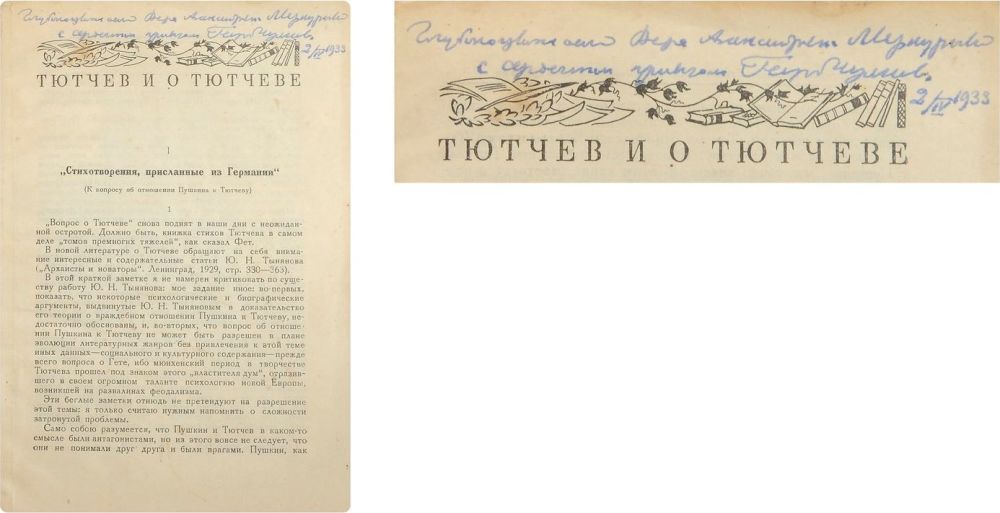 Глубокоуважаемой Вере Александровне Меркурьевой
с сердечным приветом Георг. Чулков
2/IV 1933
ТЮТЧЕВ И О ТЮТЧЕВЕ
1
„Стихотворения, присланные из Германии“
(К вопросу об отношении Пушкина к Тютчеву)
1
„Вопрос о Тютчеве“ снова поднят в наши дни с неожидан-
ной остротой. Должно быть, книжка стихов Тютчева в самом
деле „томов премногих тяжелей“, как сказал Фет.
В новой литературе о Тютчеве обращают на себя внима-
ние интересные и содержательные статьи Ю. Н. Тынянова
(„Архаисты и новаторы“. Ленинград, 1929, стр. 330—363).
В этой краткой заметке я не намерен критиковать по суще-
ству работу Ю. Н. Тынянова: мое задание иное: во-первых,
показать, что некоторые психологические и биографические
аргументы, выдвинутые Ю. Н. Тыняновым в доказательство
его теории о враждебном отношении Пушкина к Тютчеву, не-
достаточно обоснованы, и, во-вторых, что вопрос об отноше-
нии Пушкина к Тютчеву не может быть разрешен в плане
эволюции литературных жанров без привлечения к этой теме
иных данных—социального и культурного содержания—прежде
всего вопроса о Гете, ибо мюнхенский период в творчестве
Тютчева прошел под знаком этого „властителя дум“, отразив-
шего в своем огромном таланте психологию новой Европы,
возникшей на развалинах феодализма.
Эти беглые заметки отнюдь не претендуют на разрешение
этой темы: я только считаю нужным напомнить о сложности
затронутой проблемы.
Само собою разумеется, что Пушкин и Тютчев в каком-то
смысле были антагонистами, но из этого вовсе не следует, что
они не понимали друг друга и были врагами. Пушкин, как
Глубокоуважаемой Вере Александровне Меркурьевой
с сердечным приветом Георг. Чулков
2/IV 1933
ТЮТЧЕВ И О ТЮТЧЕВЕ